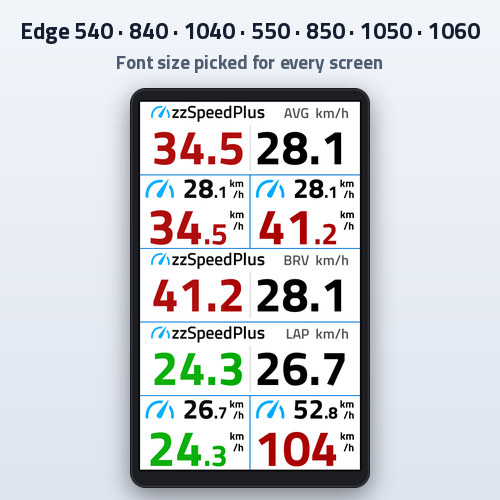 Edge 540 · 840 · 1040 · 550 · 850 · 1050 · 1060
Font size picked for every screen
zzSpeedPlus AVG km/h
34.5 28.1
28.1 km/h 28.1 km/h
34.5 km/h 41.2 km/h
zzSpeedPlus BRV km/h
41.2 28.1
zzSpeedPlus LAP km/h
24.3 26.7
26.7 km/h 52.8 km/h
24.3 km/h 104 km/h